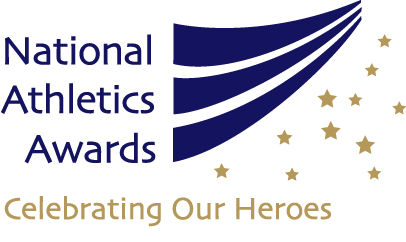 National
Athletics
Awards
Celebrating Our Heroes